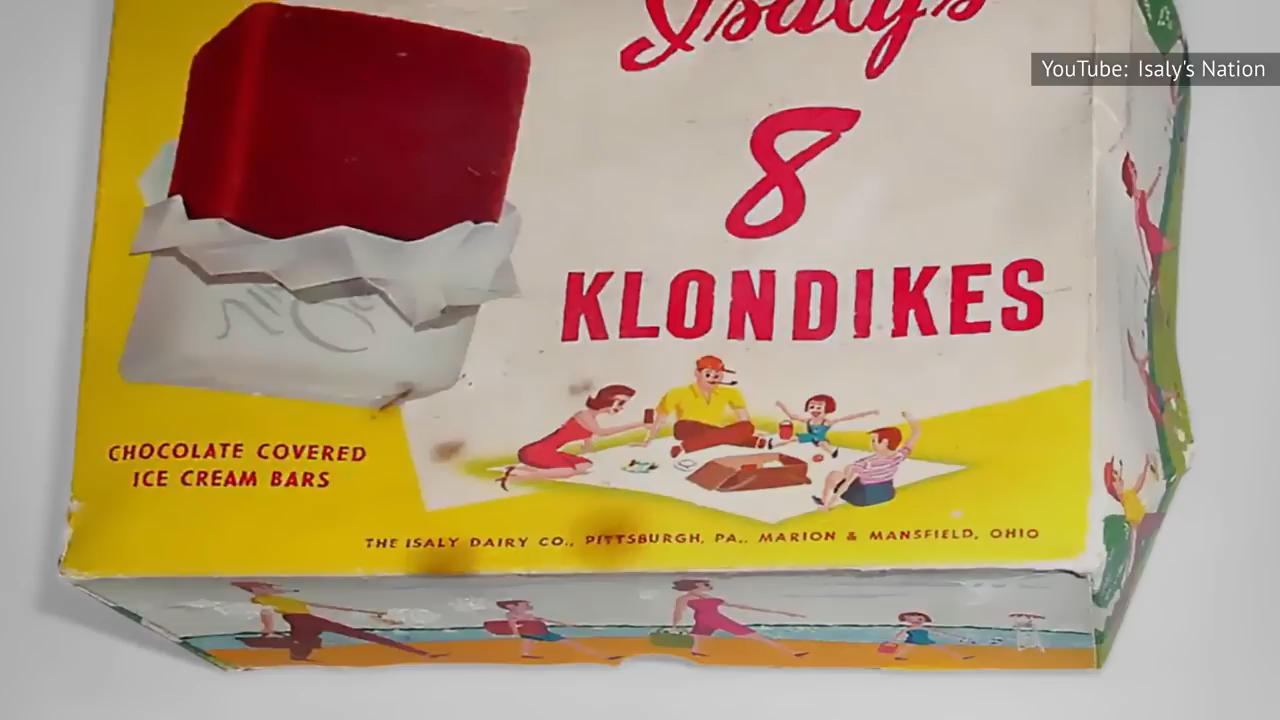 Isaly's
YouTube: Isaly's Nation
8
KLONDIKES
CHOCOLATE COVERED
ICE CREAM BARS
THE ISALY DAIRY CO., PITTSBURGH, PA., MARION & MANSFIELD, OHIO